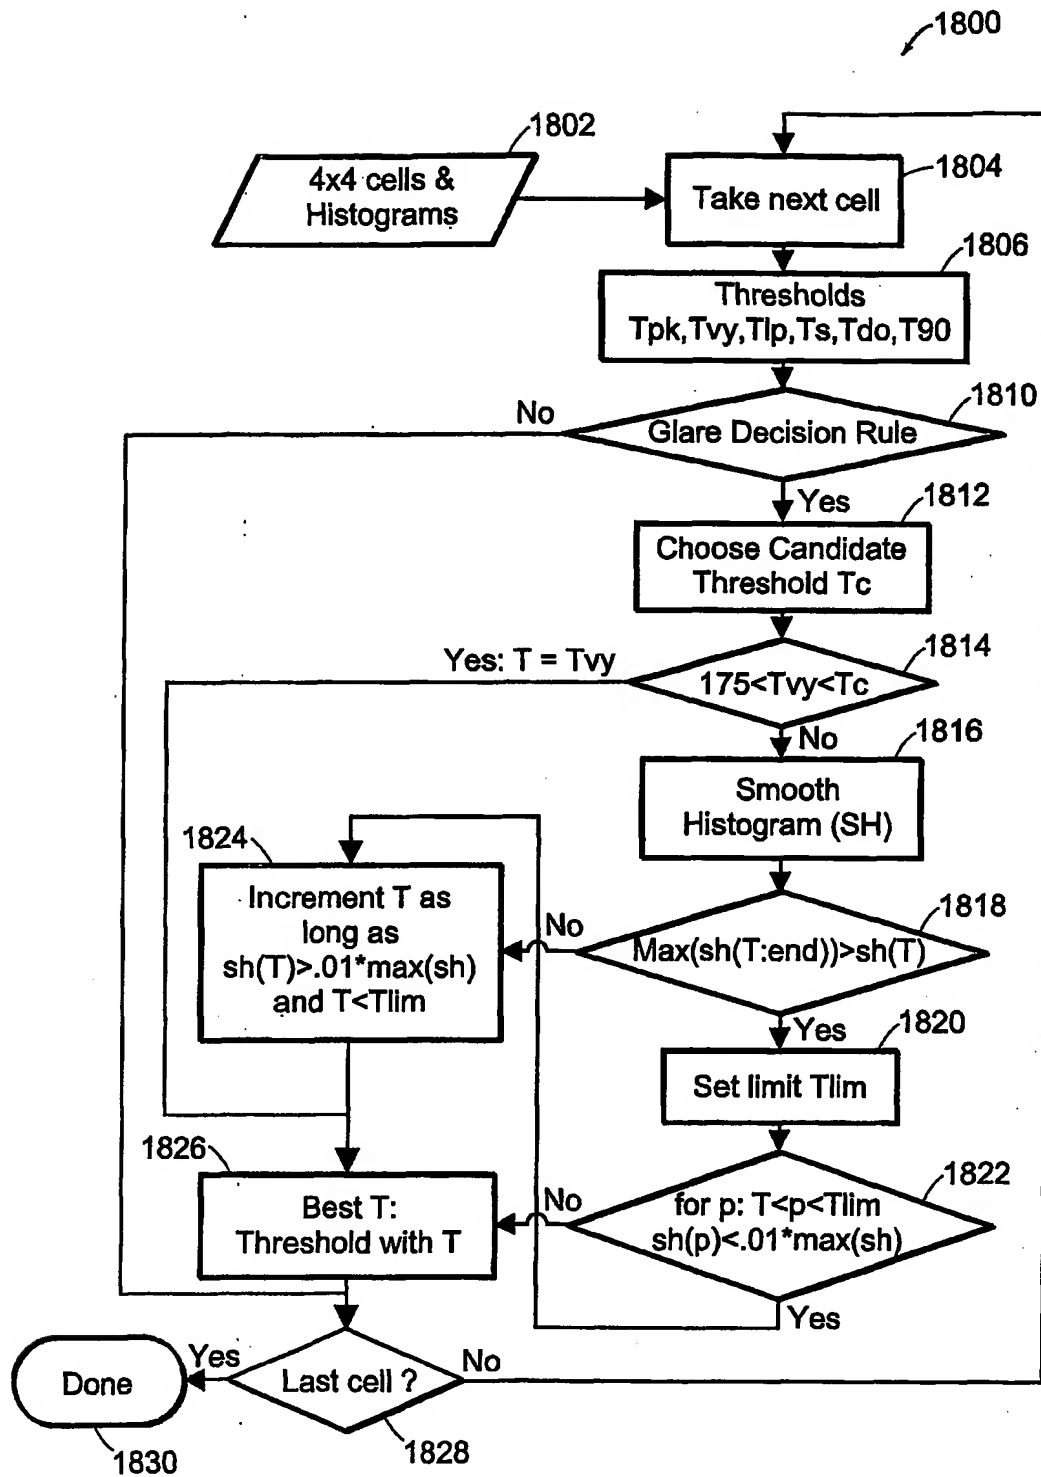 1800
1802
4x4 cells &
Histograms
1804
Take next cell
1806
Thresholds
Tpk,Tvy,Tlp,Ts,Tdo,T90
1810
No
Glare Decision Rule
Yes
1812
Choose Candidate
Threshold Tc
1814
Yes: T = Tvy
175<Tvy<Tc
No
1816
Smooth
Histogram (SH)
1824
Increment T as
long as
sh(T)>.01*max(sh)
and T<Tlim
1818
No
Max(sh(T:end))>sh(T)
Yes
1820
Set limit Tlim
1826
Best T:
Threshold with T
1822
No
for p: T<p<Tlim
sh(p)<.01*max(sh)
Yes
Done
Yes
Last cell ?
No
1830
1828